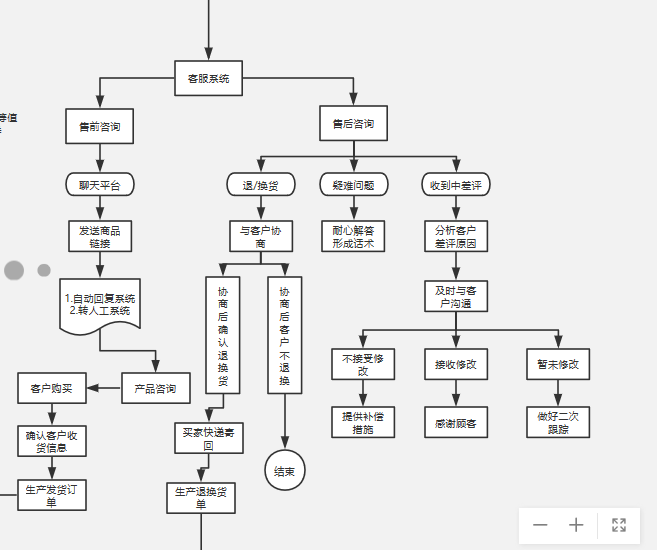 客服系统
等值
售前咨询
售后咨询
聊天平台
退/换货
疑难问题
收到中差评
发送商品
链接
与客户协
商
耐心解答
形成话术
分析客户
差评原因
1.自动回复系统
2.转人工系统
协
商
后
确
认
退
换
货
协
商
后
客
户
不
退
换
及时与客
户沟通
不接受修
改
接收修改
暂未修改
客户购买
产品咨询
提供补偿
措施
感谢顾客
做好二次
跟踪
确认客户收
货信息
买家快递寄
回
结束
生产发货订
单
生产退换货
单